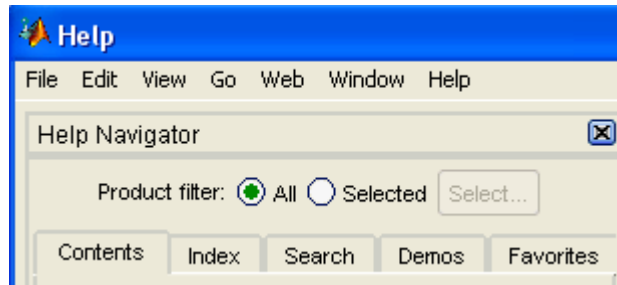 Help
File Edit View Go Web Window Help
Help Navigator
Product filter: All Selected Select...
Contents Index Search Demos Favorites